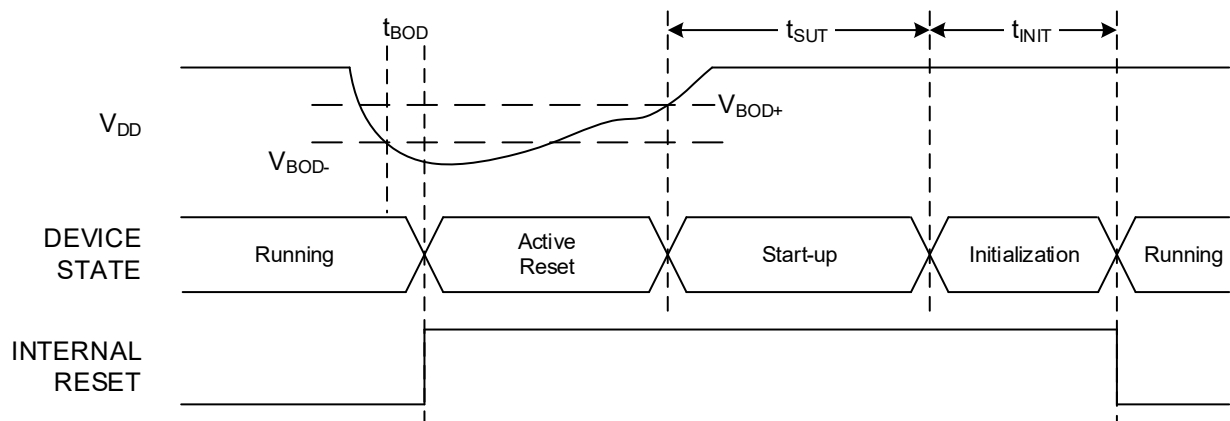 tBOD
tSUT
tINIT
VDD
VBOD+
VBOD-
DEVICE
STATE
Running
Active
Reset
Start-up
Initialization
Running
INTERNAL
RESET